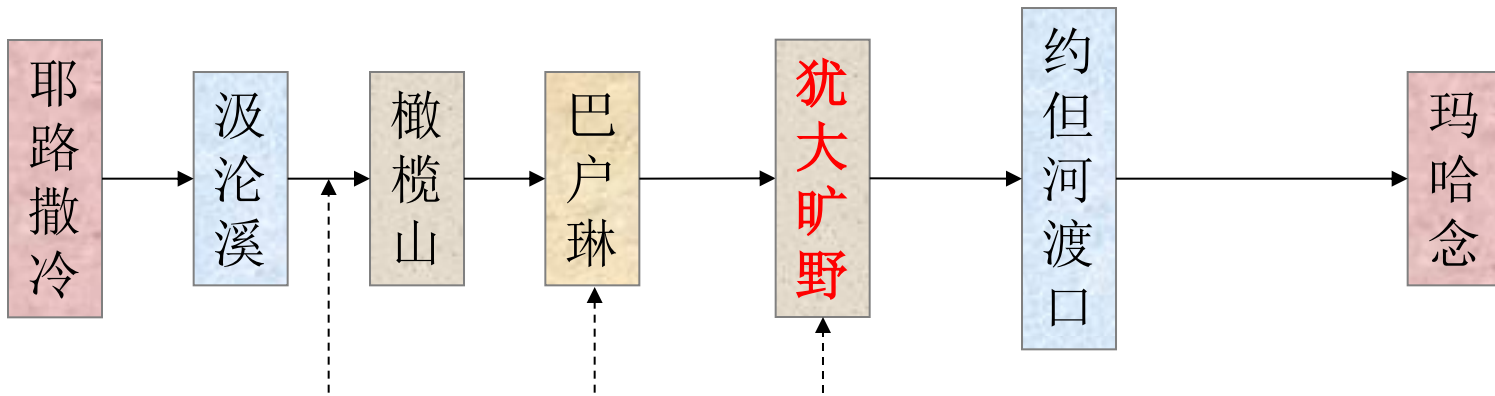 耶路撒冷
汲沦溪
橄榄山
巴户琳
犹大旷野
约但河渡口
玛哈念